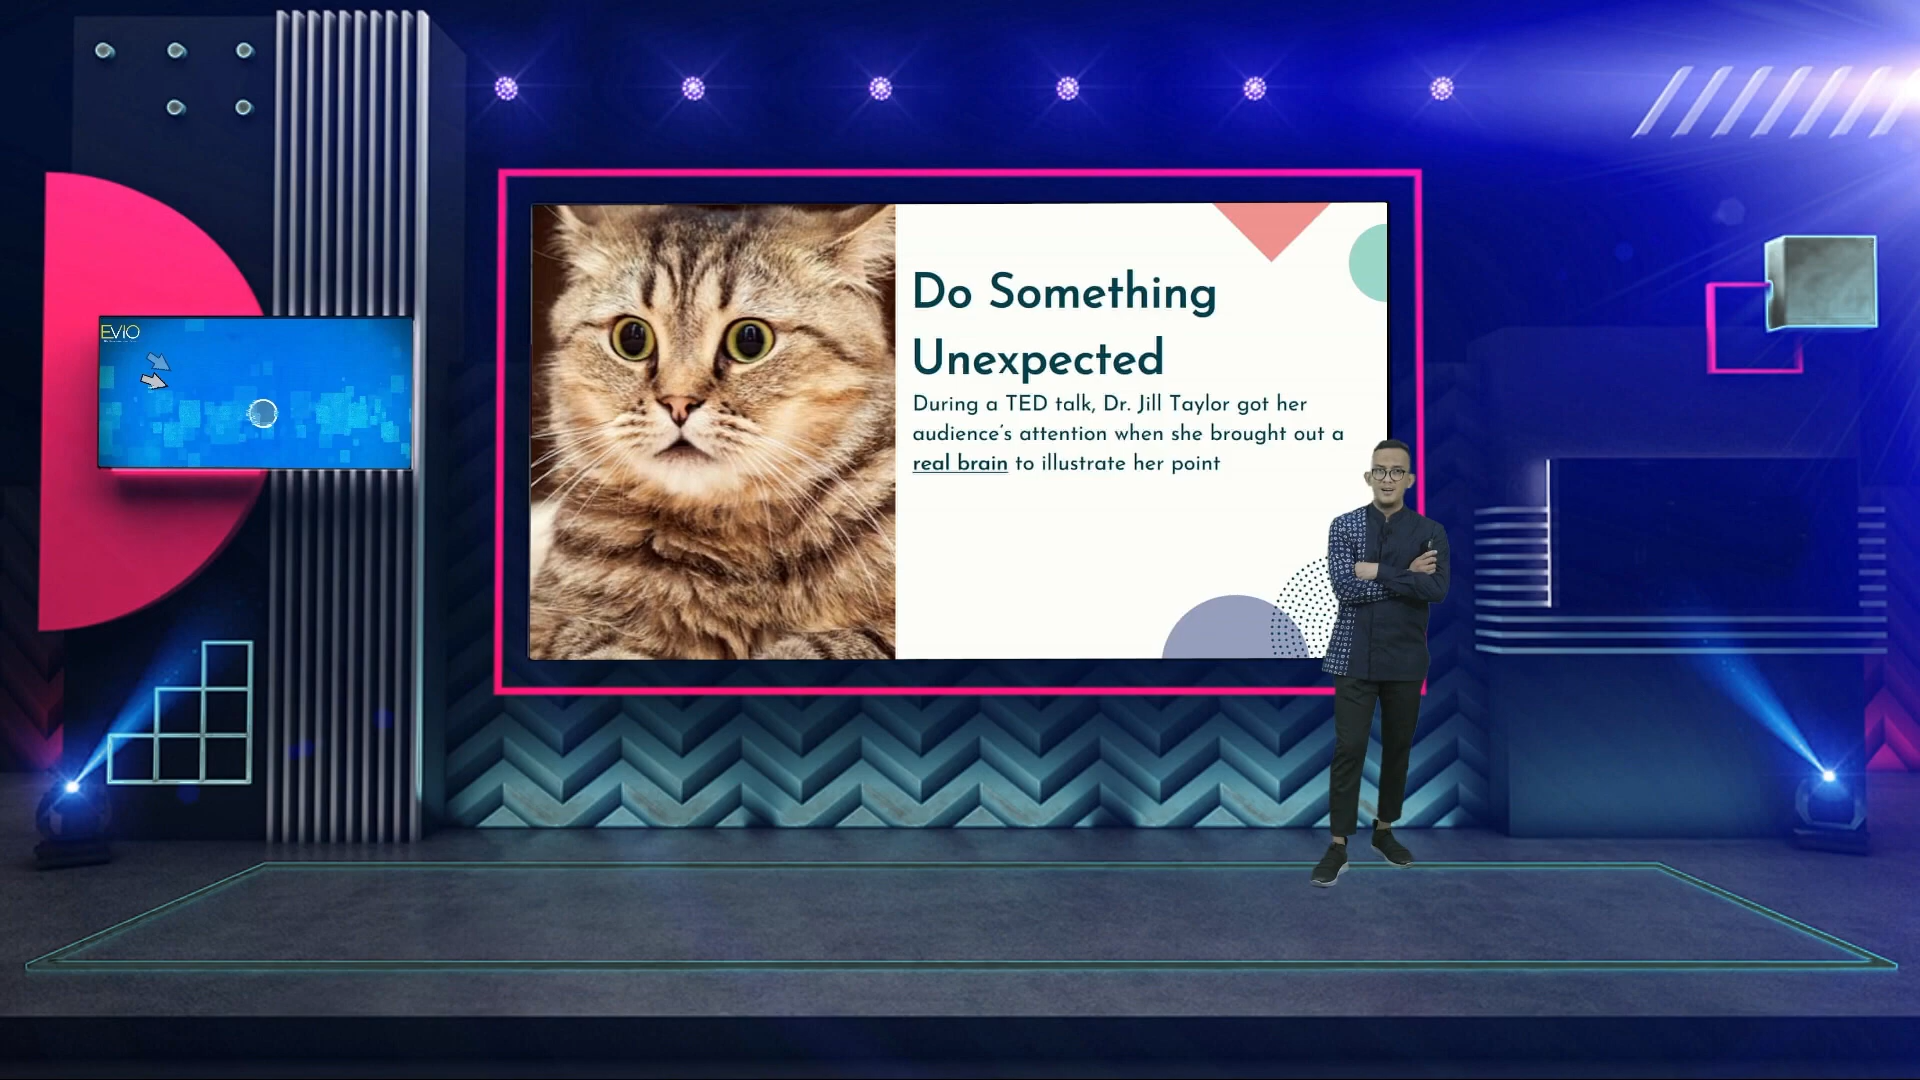 EVIO
Do Something
Unexpected
During a TED talk, Dr. Jill Taylor got her
audience's attention when she brought out a
real brain to illustrate her point